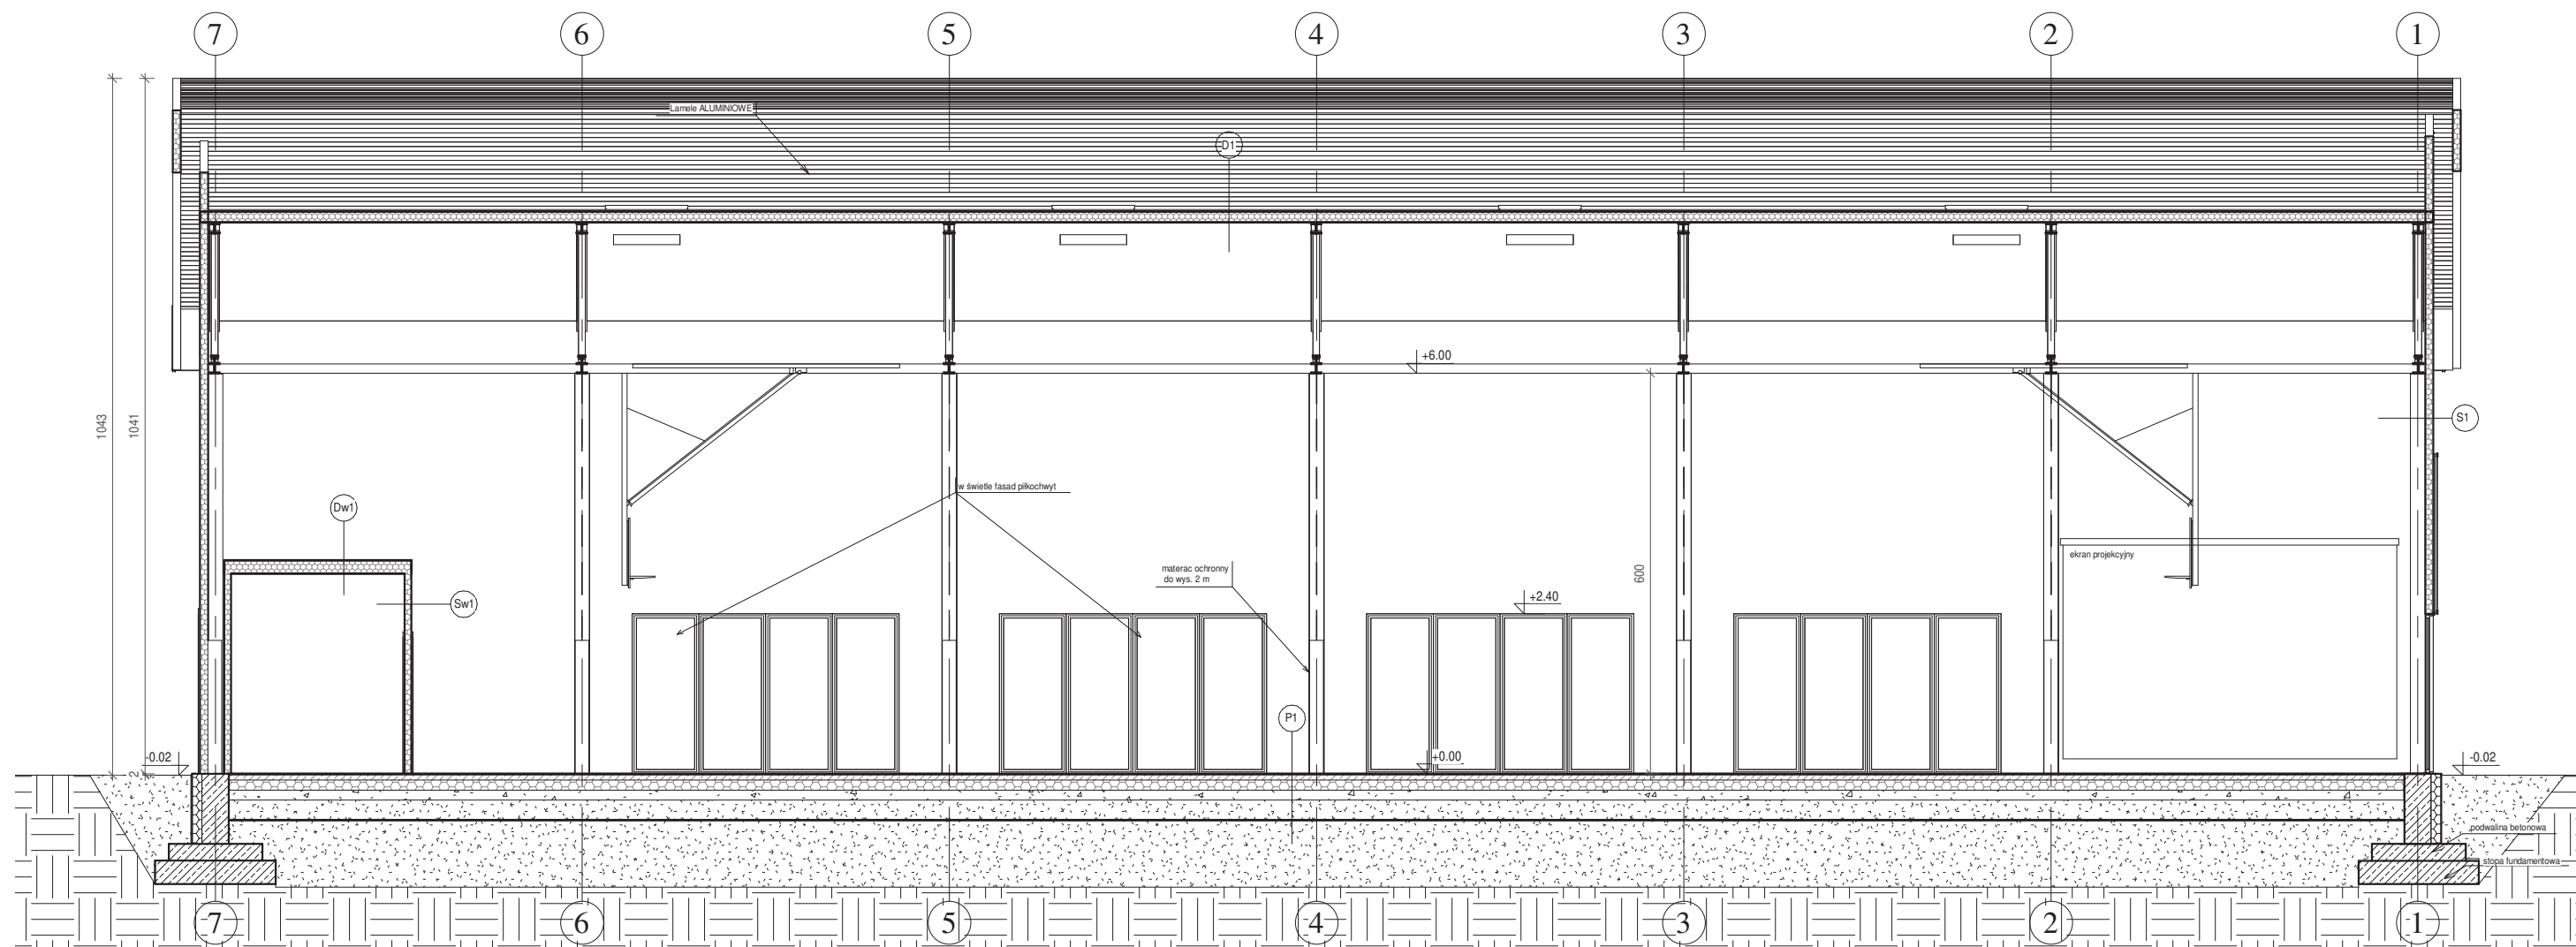 7 6 5 4 3 2 1
Lamele ALUMINIOWE
D1
+6.00
1043
1041
S1
w świetle fasad piłkochwyt
Dw1
ekran projekcyjny
materac ochronny
do wys. 2 m
600
Sw1
+2.40
P1
-0.02
2
+0.00
-0.02
podwalina betonowa
stopa fundamentowa
7 6 5 4 3 2 1